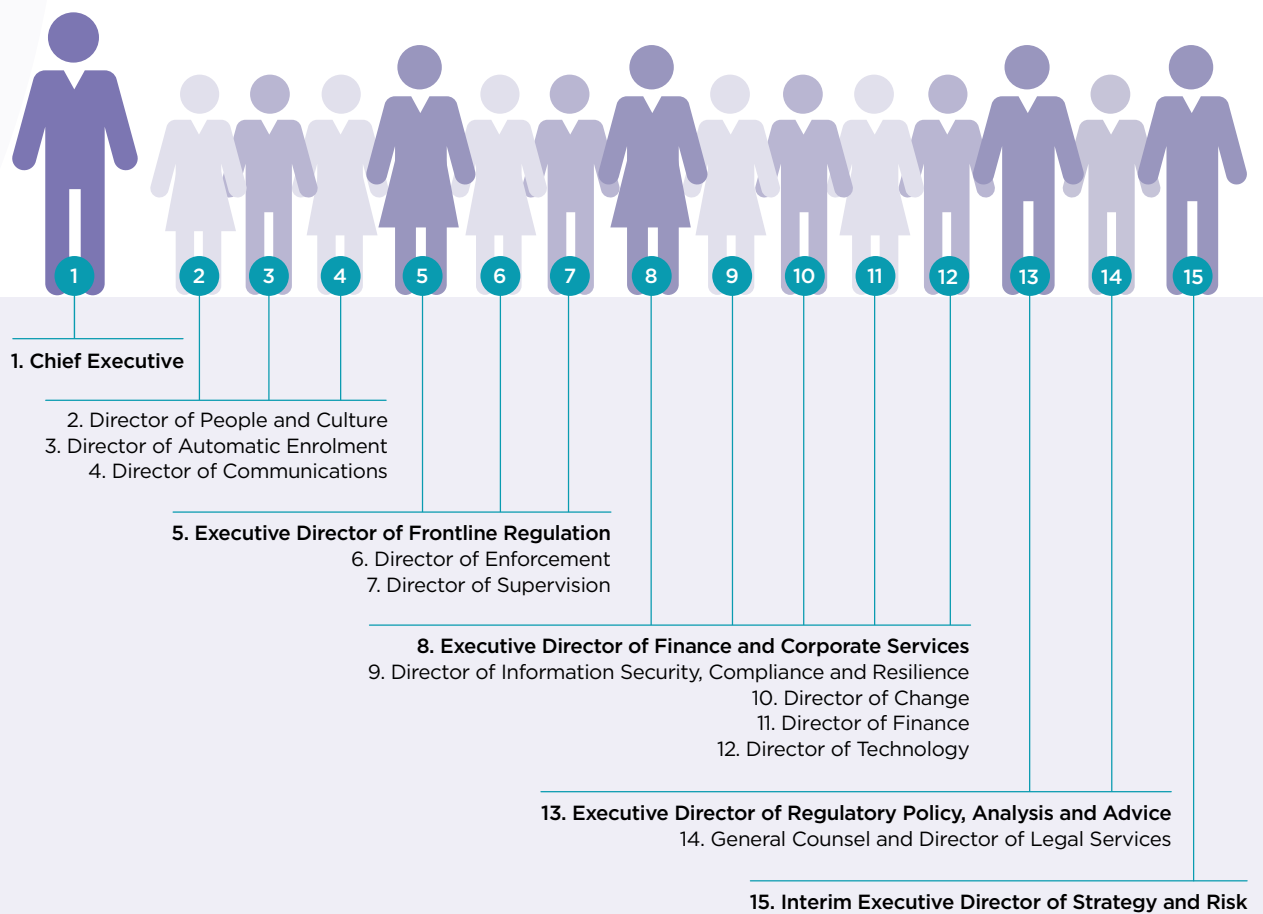 1 2 3 4 5 6 7 8 9 10 11 12 13 14 15
1. Chief Executive
2. Director of People and Culture
3. Director of Automatic Enrolment
4. Director of Communications
5. Executive Director of Frontline Regulation
6. Director of Enforcement
7. Director of Supervision
8. Executive Director of Finance and Corporate Services
9. Director of Information Security, Compliance and Resilience
10. Director of Change
11. Director of Finance
12. Director of Technology
13. Executive Director of Regulatory Policy, Analysis and Advice
14. General Counsel and Director of Legal Services
15. Interim Executive Director of Strategy and Risk